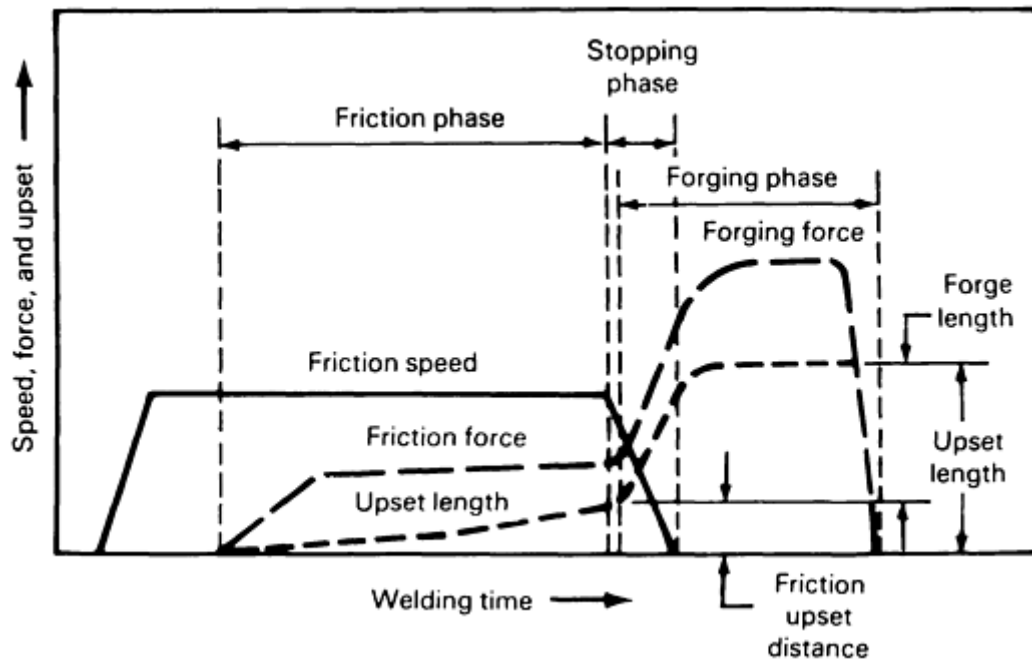 Stopping
phase
Friction phase
Forging phase
Forging force
Forge
length
Friction speed
Friction force
Upset length
Upset
length
Speed, force, and upset
Welding time
Friction
upset
distance